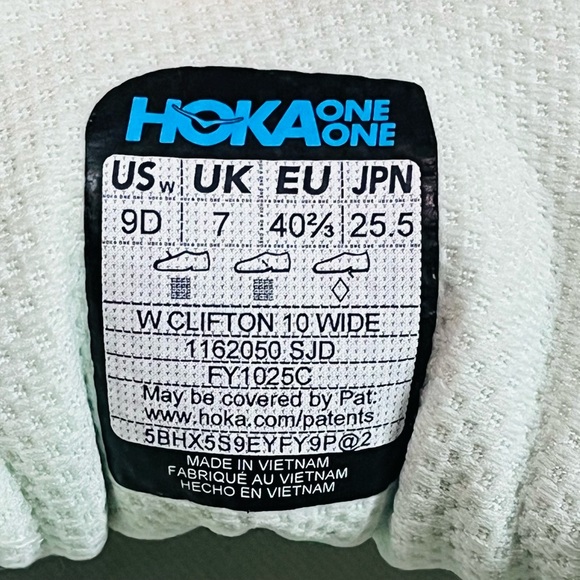 HOKA ONE ONE
USw UK EU JPN
9D 7 40⅔ 25.5
W CLIFTON 10 WIDE
1162050 SJD
FY1025C
May be covered by Pat:
www.hoka.com/patents
5BHX5S9EYFY9P@2
MADE IN VIETNAM
FABRIQUÉ AU VIETNAM
HECHO EN VIETNAM